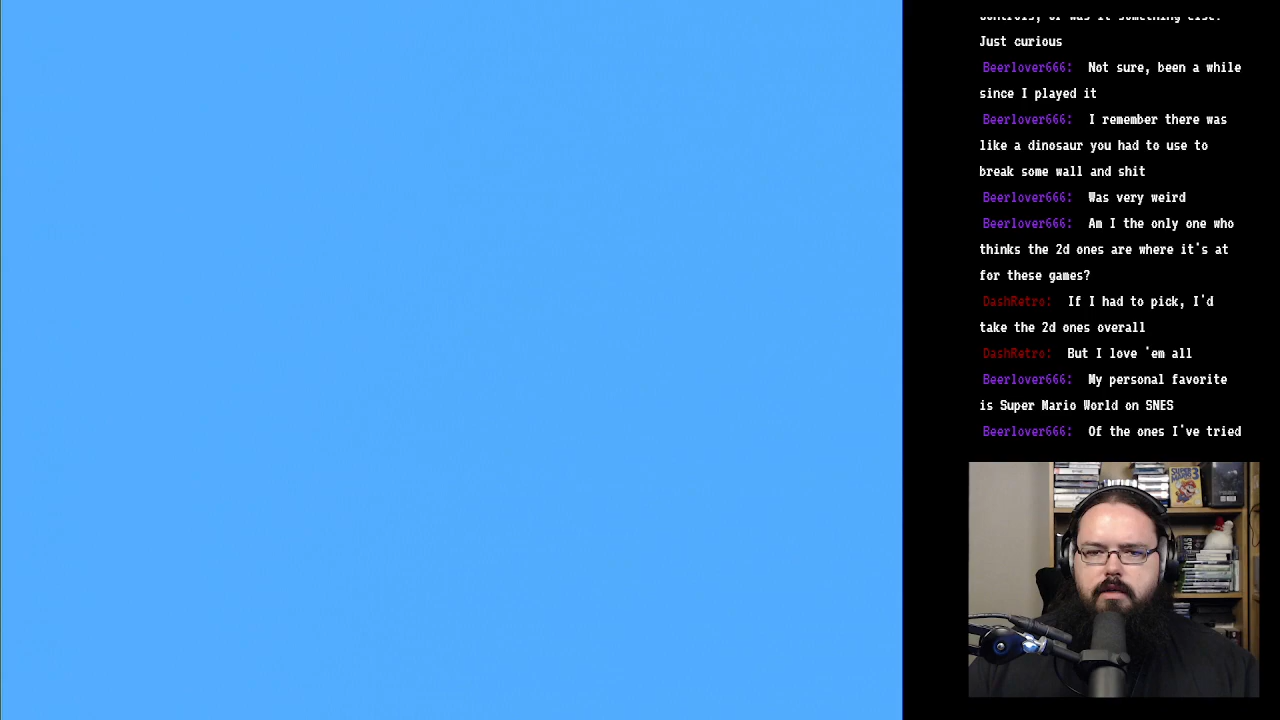 Just curious
Beerlover666: Not sure, been a while
since I played it
Beerlover666: I remember there was
like a dinosaur you had to use to
break some wall and shit
Beerlover666: Was very weird
Beerlover666: Am I the only one who
thinks the 2d ones are where it's at
for these games?
DashRetro: If I had to pick, I'd
take the 2d ones overall
DashRetro: But I love 'em all
Beerlover666: My personal favorite
is Super Mario World on SNES
Beerlover666: Of the ones I've tried